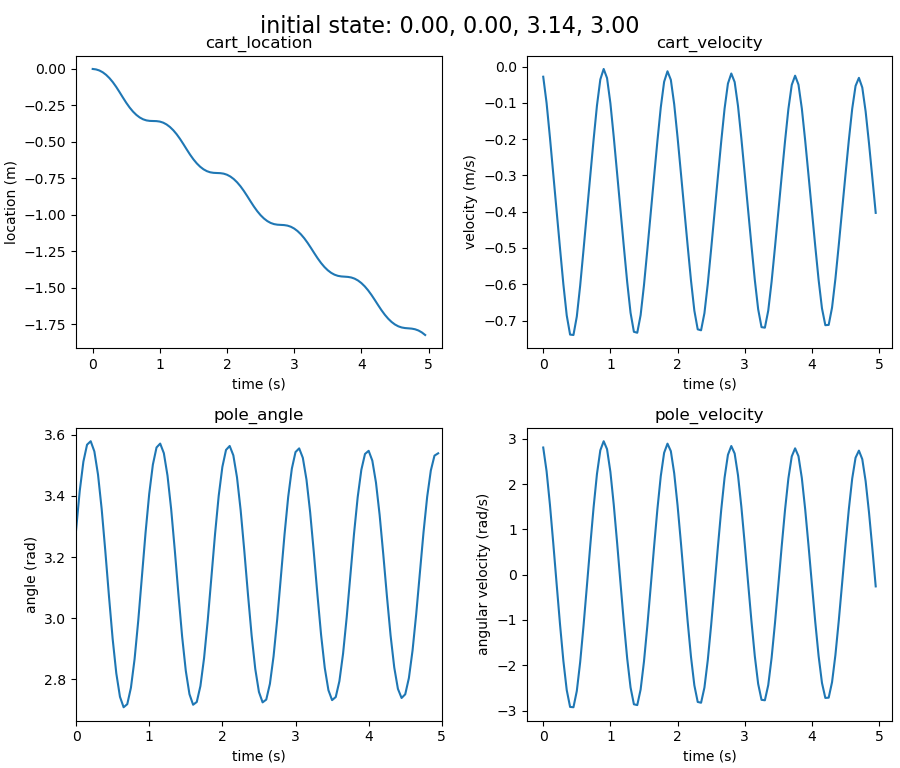 initial state: 0.00, 0.00, 3.14, 3.00
cart_location
0.00
−0.25
−0.50
−0.75
−1.00
−1.25
−1.50
−1.75
location (m)
0 1 2 3 4 5
time (s)
cart_velocity
0.0
−0.1
−0.2
−0.3
−0.4
−0.5
−0.6
−0.7
velocity (m/s)
0 1 2 3 4 5
time (s)
pole_angle
3.6
3.4
3.2
3.0
2.8
angle (rad)
0 1 2 3 4 5
time (s)
pole_velocity
3
2
1
0
−1
−2
−3
angular velocity (rad/s)
0 1 2 3 4 5
time (s)